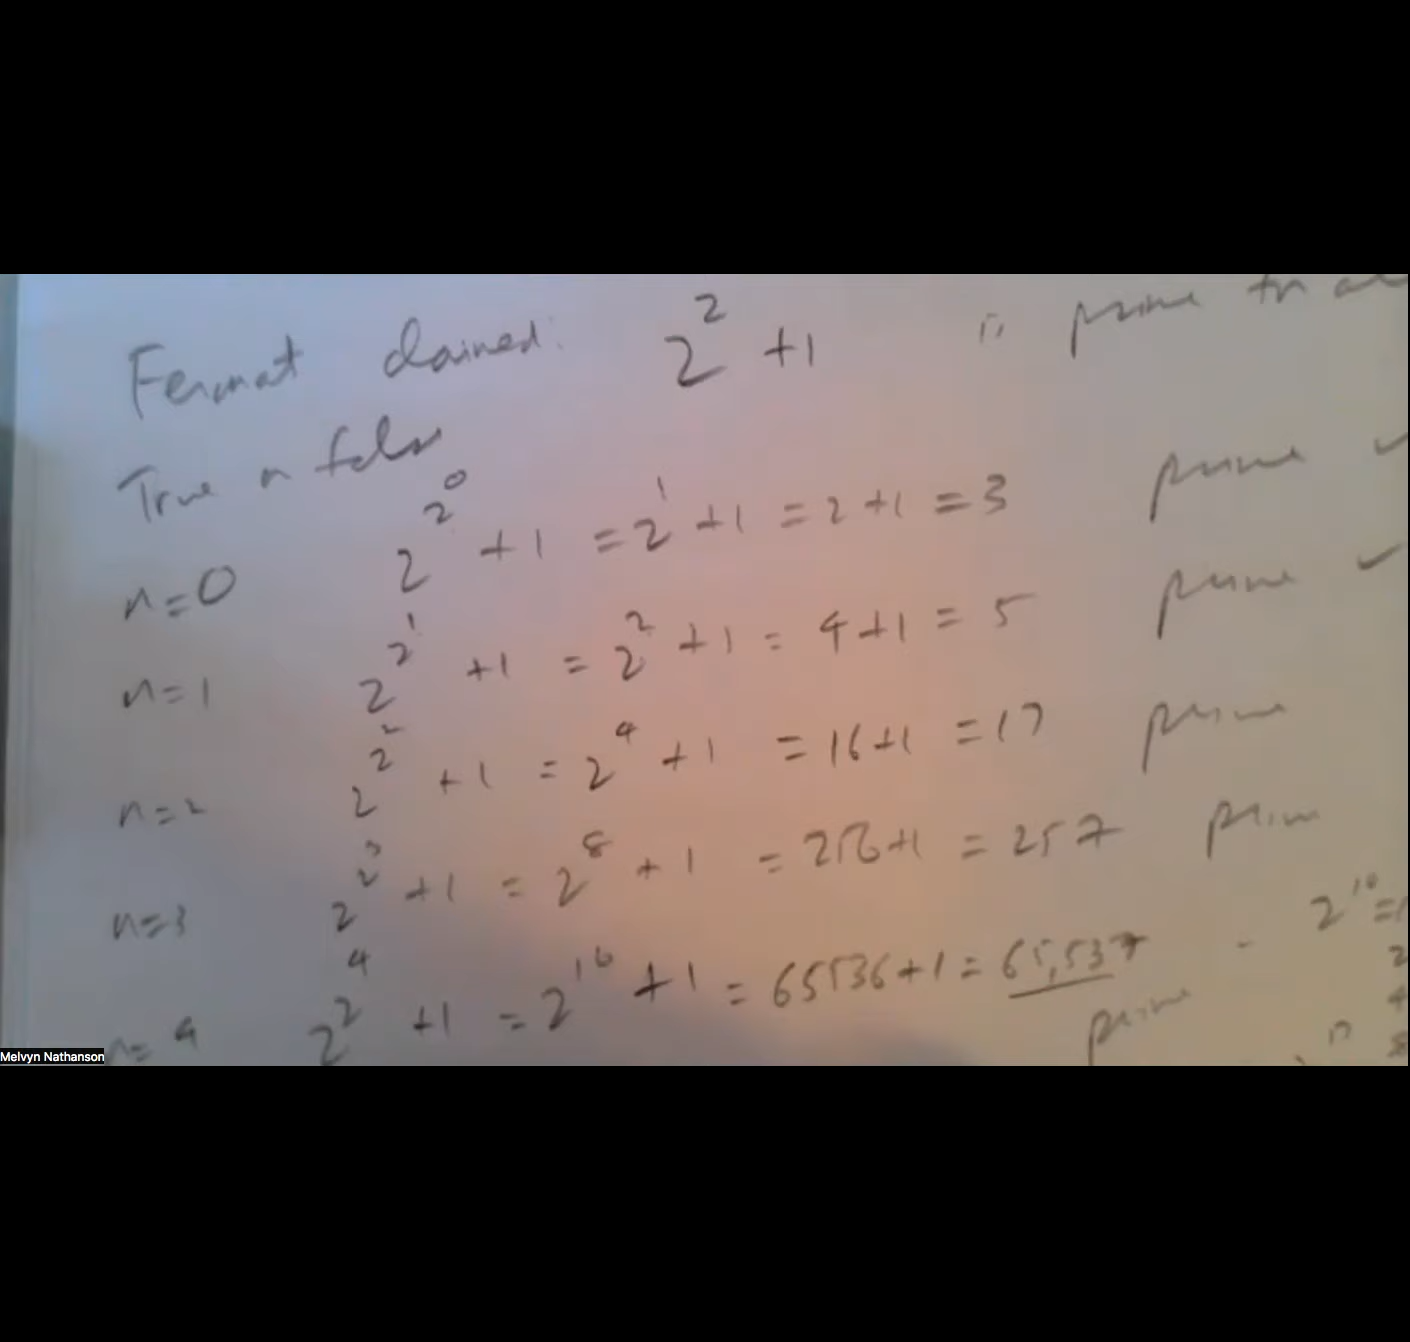 Fermat claimed: 2^2 + 1 is prime for al
True or false
n=0 2^2^0 + 1 = 2^1 + 1 = 2 + 1 = 3 prime ✓
n=1 2^2^1 + 1 = 2^2 + 1 = 4 + 1 = 5 prime ✓
n=2 2^2^2 + 1 = 2^4 + 1 = 16 + 1 = 17 prime
n=3 2^2^3 + 1 = 2^8 + 1 = 256 + 1 = 257 prime
n=4 2^2^4 + 1 = 2^16 + 1 = 65536 + 1 = 65,537 prime
2^10 = 1
Melvyn Nathanson